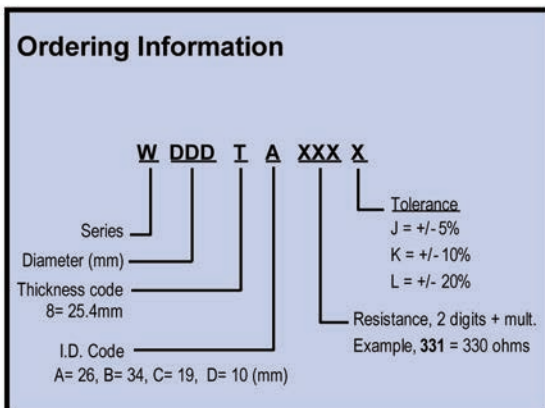 Ordering Information
W DDD T A XXX X
Series
Diameter (mm)
Thickness code
8= 25.4mm
I.D. Code
A= 26, B= 34, C= 19, D= 10 (mm)
Tolerance
J = +/- 5%
K = +/- 10%
L = +/- 20%
Resistance, 2 digits + mult.
Example, 331 = 330 ohms